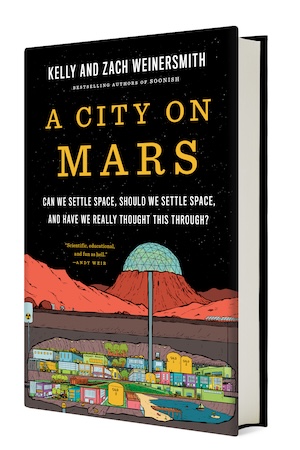 KELLY AND ZACH WEINERSMITH
BESTSELLING AUTHORS OF SOONISH
A CITY ON
MARS
CAN WE SETTLE SPACE, SHOULD WE SETTLE SPACE,
AND HAVE WE REALLY THOUGHT THIS THROUGH?
"Scientific, educational,
and fun as hell."
—ANDY WEIR